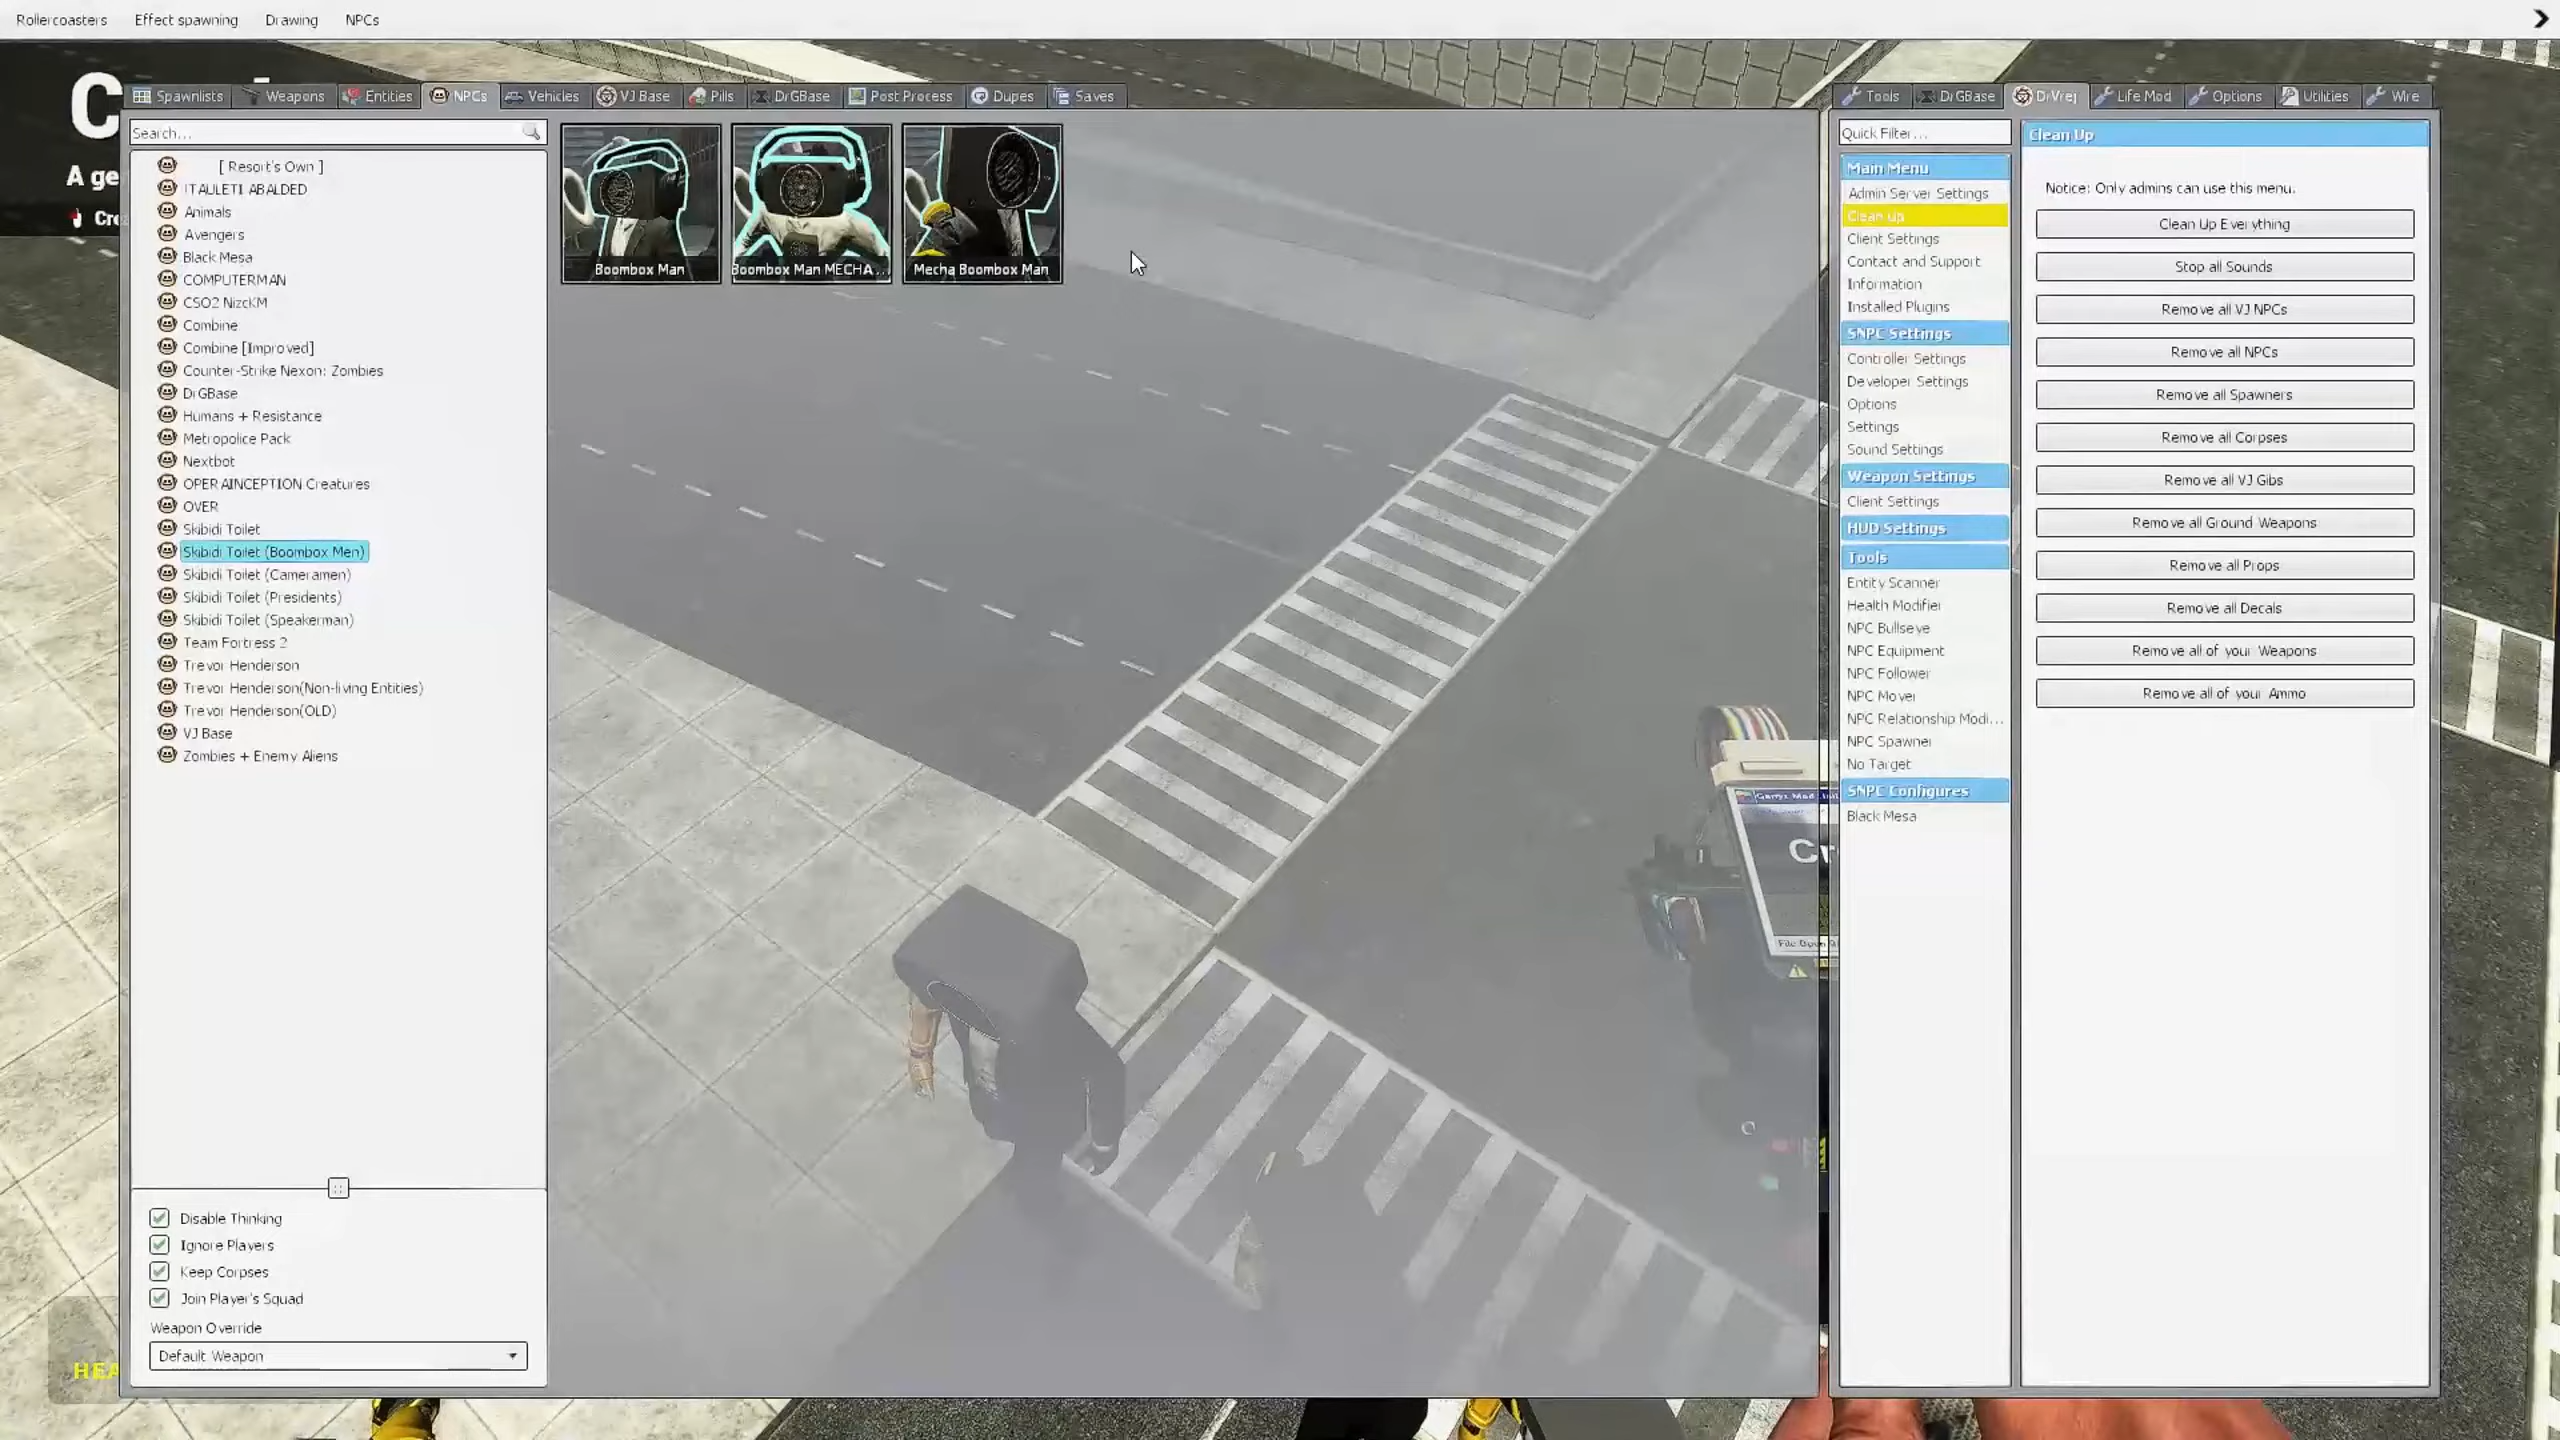 Rollercoasters Effect spawning Drawing NPCs
C
A ge
Cre
HEA
Spawnlists Weapons Entities NPCs Vehicles VJ Base Pills DrGBase Post Process Dupes Saves
Search...
[ Resort's Own ]
Animals
Avengers
Black Mesa
COMPUTERMAN
CSO2 NizcKM
Combine
Combine [Improved]
Counter-Strike Nexon: Zombies
DrGBase
Humans + Resistance
Metropolice Pack
Nextbot
OPERAINCEPTION Creatures
OVER
Skibidi Toilet
Skibidi Toilet (Boombox Men)
Skibidi Toilet (Cameramen)
Skibidi Toilet (Presidents)
Skibidi Toilet (Speakerman)
Team Fortress 2
Trevor Henderson
Trevor Henderson(Non-living Entities)
Trevor Henderson(OLD)
VJ Base
Zombies + Enemy Aliens
Disable Thinking
Ignore Players
Keep Corpses
Join Player's Squad
Weapon Override
Default Weapon
Boombox Man
Boombox Man MECHA...
Mecha Boombox Man
Tools DrGBase DrVrej Life Mod Options Utilities Wire
Quick Filter...
Main Menu
Admin Server Settings
Clean Up
Client Settings
Contact and Support
Information
Installed Plugins
SNPC Settings
Controller Settings
Developer Settings
Options
Settings
Sound Settings
Weapon Settings
Client Settings
HUD Settings
Tools
Entity Scanner
Health Modifier
NPC Bullseye
NPC Equipment
NPC Follower
NPC Mover
NPC Relationship Modi...
NPC Spawner
No Target
SNPC Configures
Black Mesa
Clean Up
Notice: Only admins can use this menu.
Clean Up Everything
Stop all Sounds
Remove all VJ NPCs
Remove all NPCs
Remove all Spawners
Remove all Corpses
Remove all VJ Gibs
Remove all Ground Weapons
Remove all Props
Remove all Decals
Remove all of your Weapons
Remove all of your Ammo